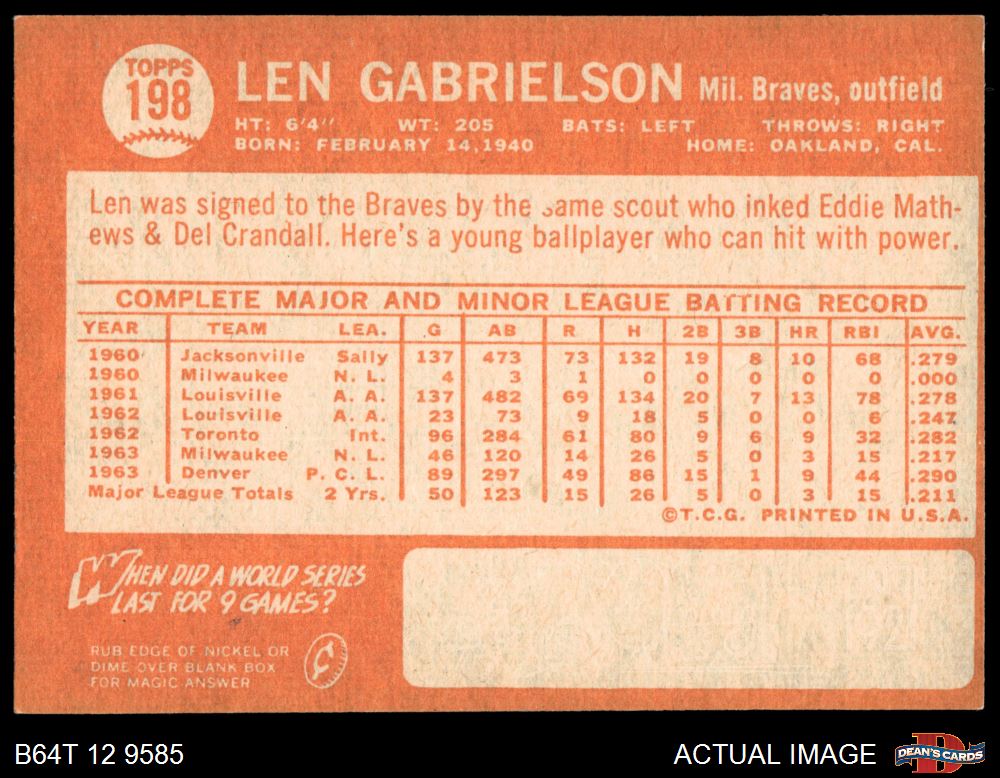 TOPPS
198
LEN GABRIELSON Mil. Braves, outfield
HT: 6'4" WT: 205 BATS: LEFT THROWS: RIGHT
BORN: FEBRUARY 14,1940 HOME: OAKLAND, CAL.
Len was signed to the Braves by the same scout who inked Eddie Math-
ews & Del Crandall. Here's a young ballplayer who can hit with power.
COMPLETE MAJOR AND MINOR LEAGUE BATTING RECORD
YEAR TEAM LEA. G AB R H 2B 3B HR RBI AVG.
1960 Jacksonville Sally 137 473 73 132 19 8 10 68 .279
1960 Milwaukee N. L. 4 3 1 0 0 0 0 0 .000
1961 Louisville A. A. 137 482 69 134 20 7 13 78 .278
1962 Louisville A. A. 23 73 9 18 5 0 0 6 .247
1962 Toronto Int. 96 284 61 80 9 6 9 32 .282
1963 Milwaukee N. L. 46 120 14 26 5 0 3 15 .217
1963 Denver P. C. L. 89 297 49 86 15 1 9 44 .290
Major League Totals 2 Yrs. 50 123 15 26 5 0 3 15 .211
©T.C.G. PRINTED IN U.S.A.
WHEN DID A WORLD SERIES
LAST FOR 9 GAMES?
RUB EDGE OF NICKEL OR
DIME OVER BLANK BOX
FOR MAGIC ANSWER
B64T 12 9585 ACTUAL IMAGE
DEAN'S CARDS